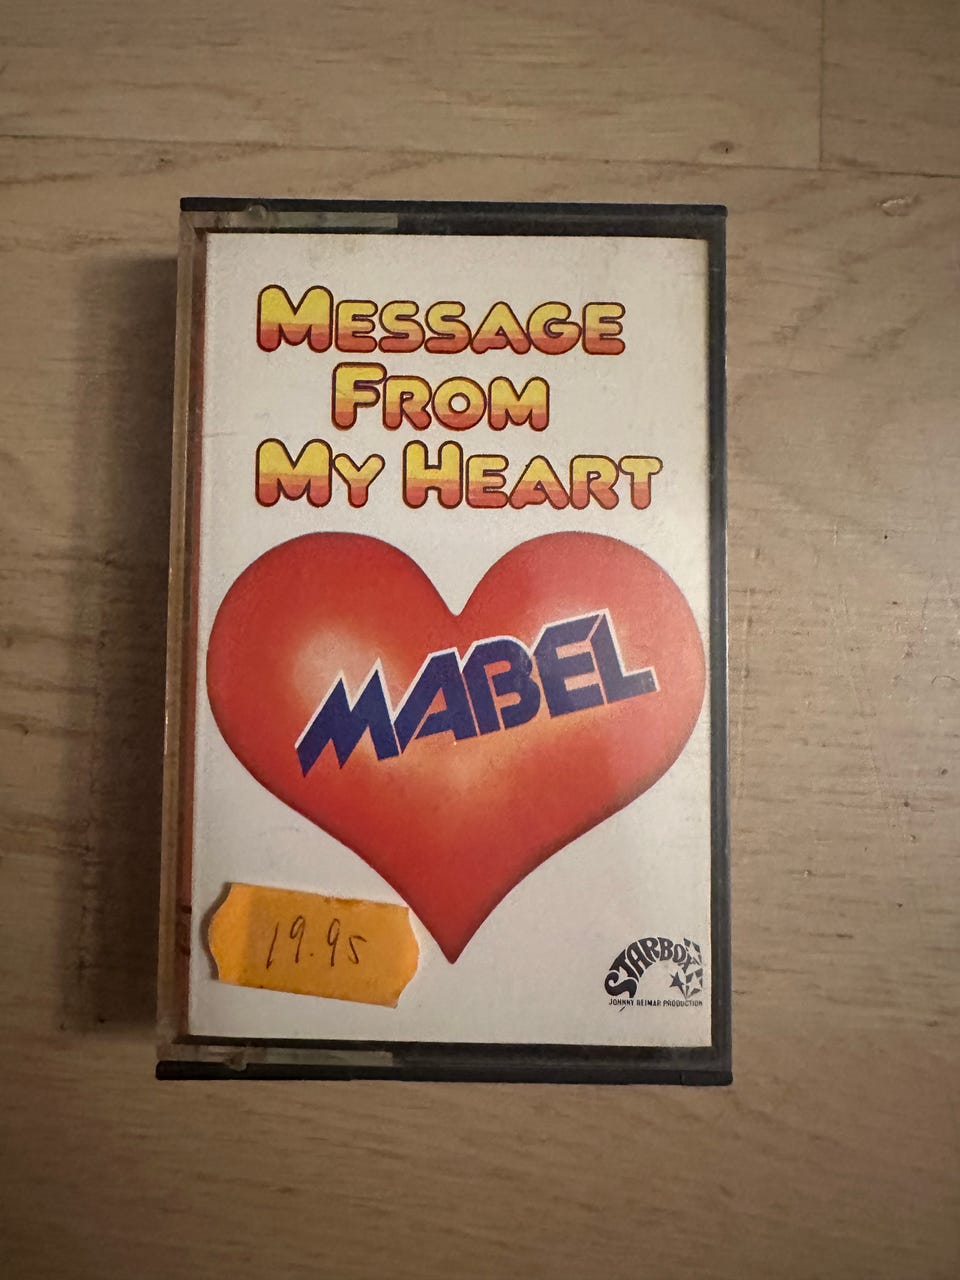 MESSAGE
FROM
MY HEART
MABEL
19.95
STARBOX
JOHNNY REIMAR PRODUCTION